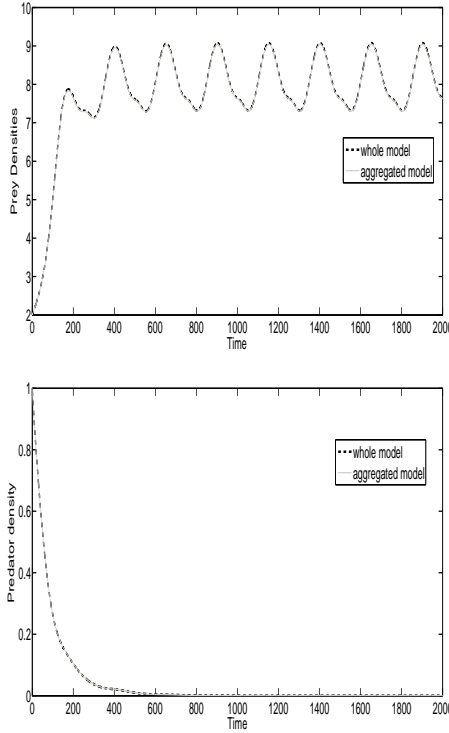 10
9
8
7
6
5
4
3
2
Prey Densities
whole model
aggregated model
0 200 400 600 800 1000 1200 1400 1600 1800 2000
Time
1
0.8
0.6
0.4
0.2
0
Predator density
whole model
aggregated model
0 200 400 600 800 1000 1200 1400 1600 1800 2000
Time